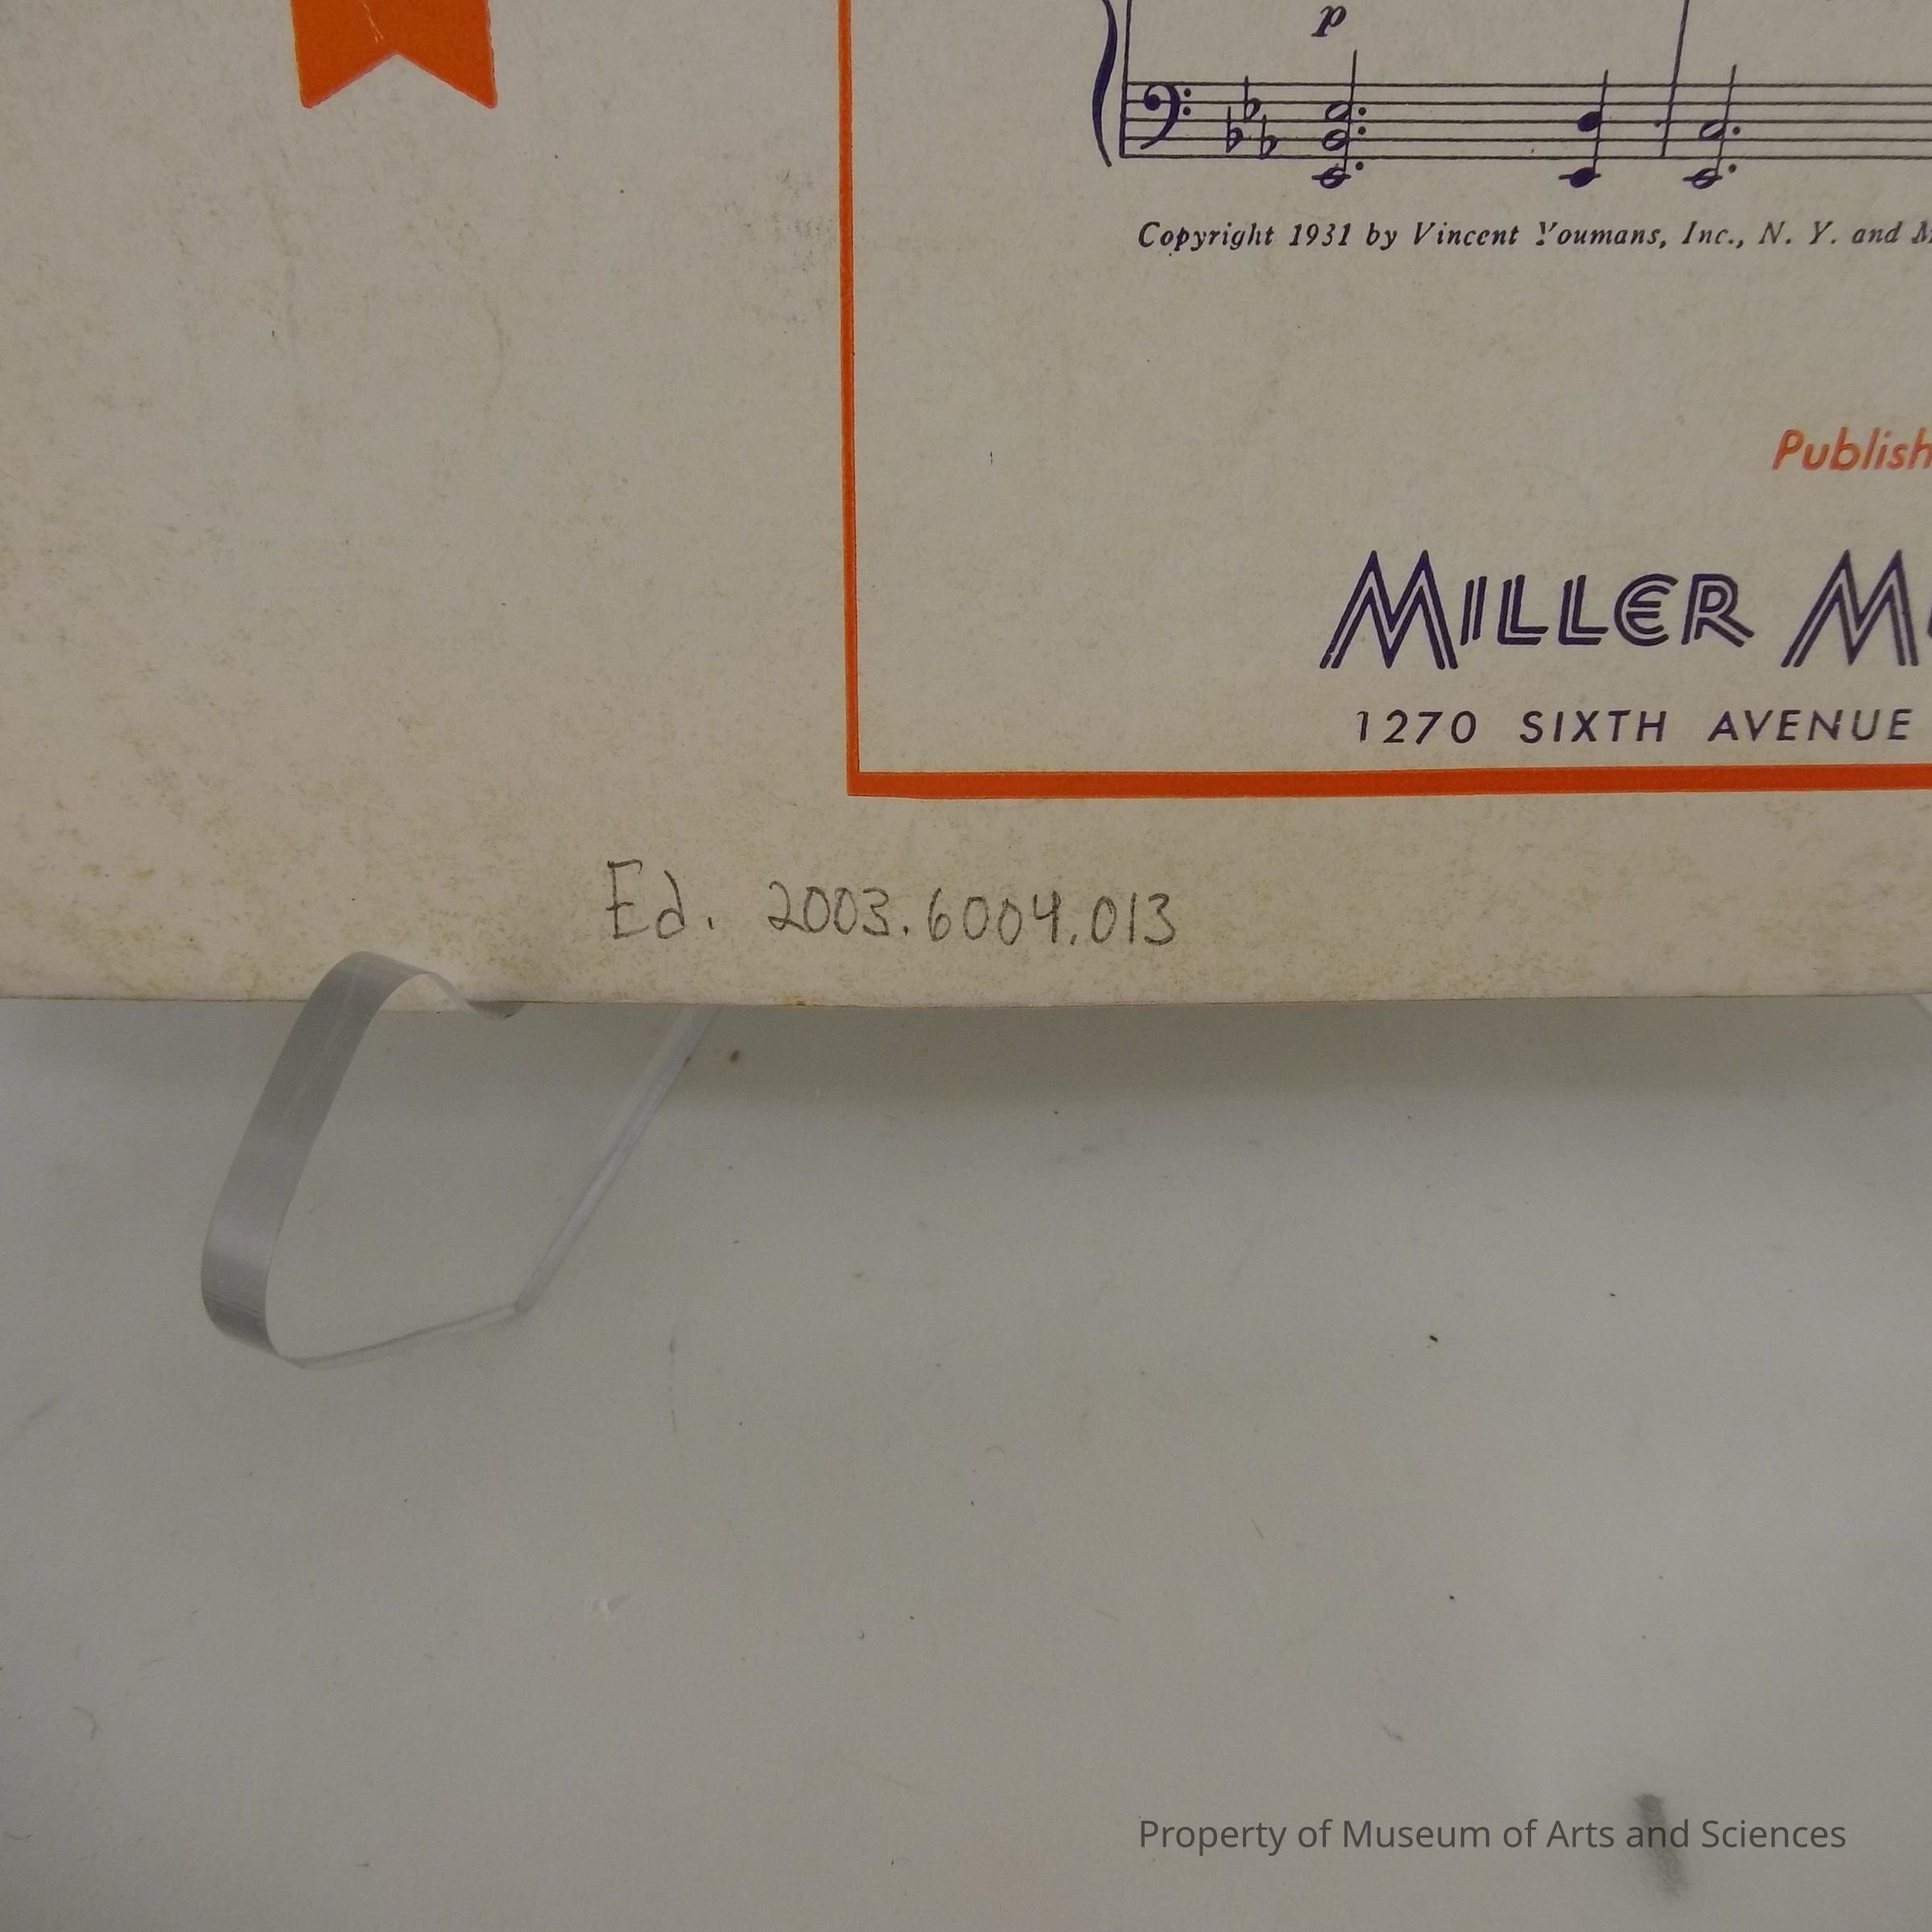 p
Copyright 1931 by Vincent Youmans, Inc., N. Y. and
MILLER
1270 SIXTH AVENUE
Ed. 2003.6004.013
Property of Museum of Arts and Sciences